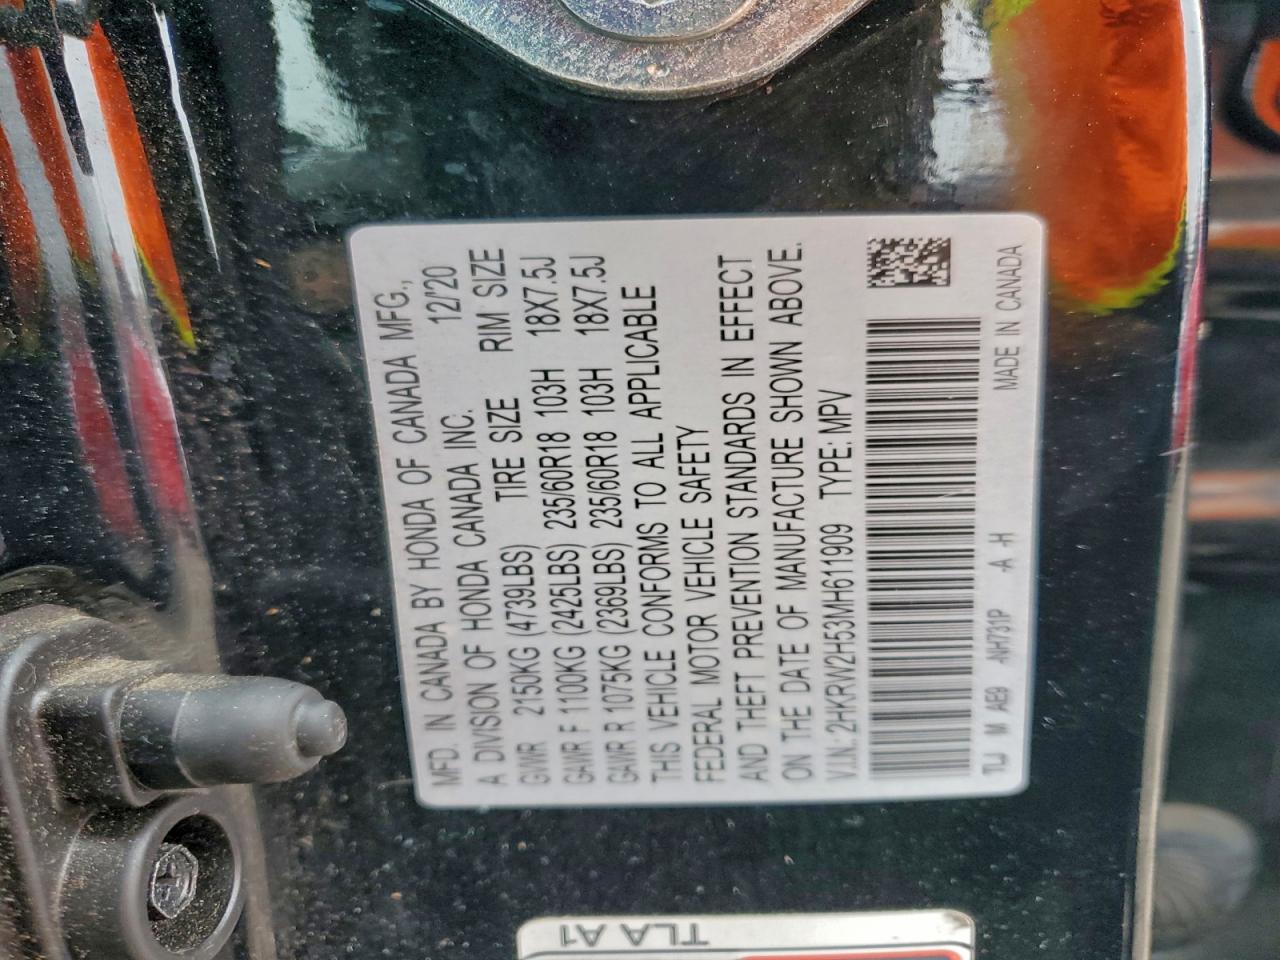 MFD. IN CANADA BY HONDA OF CANADA MFG.,
A DIVISION OF HONDA CANADA INC. 12/20
TIRE SIZE RIM SIZE
GVWR 2150KG (4739LBS)
GAWR F 1100KG (2425LBS) 235/60R18 103H 18X7.5J
GAWR R 1075KG (2369LBS) 235/60R18 103H 18X7.5J
THIS VEHICLE CONFORMS TO ALL APPLICABLE
FEDERAL MOTOR VEHICLE SAFETY
AND THEFT PREVENTION STANDARDS IN EFFECT
ON THE DATE OF MANUFACTURE SHOWN ABOVE.
V.I.N.: 2HKRW2H53MH611909 TYPE: MPV
TLJ M AE9 -NH731P -A -H MADE IN CANADA
TLA A1